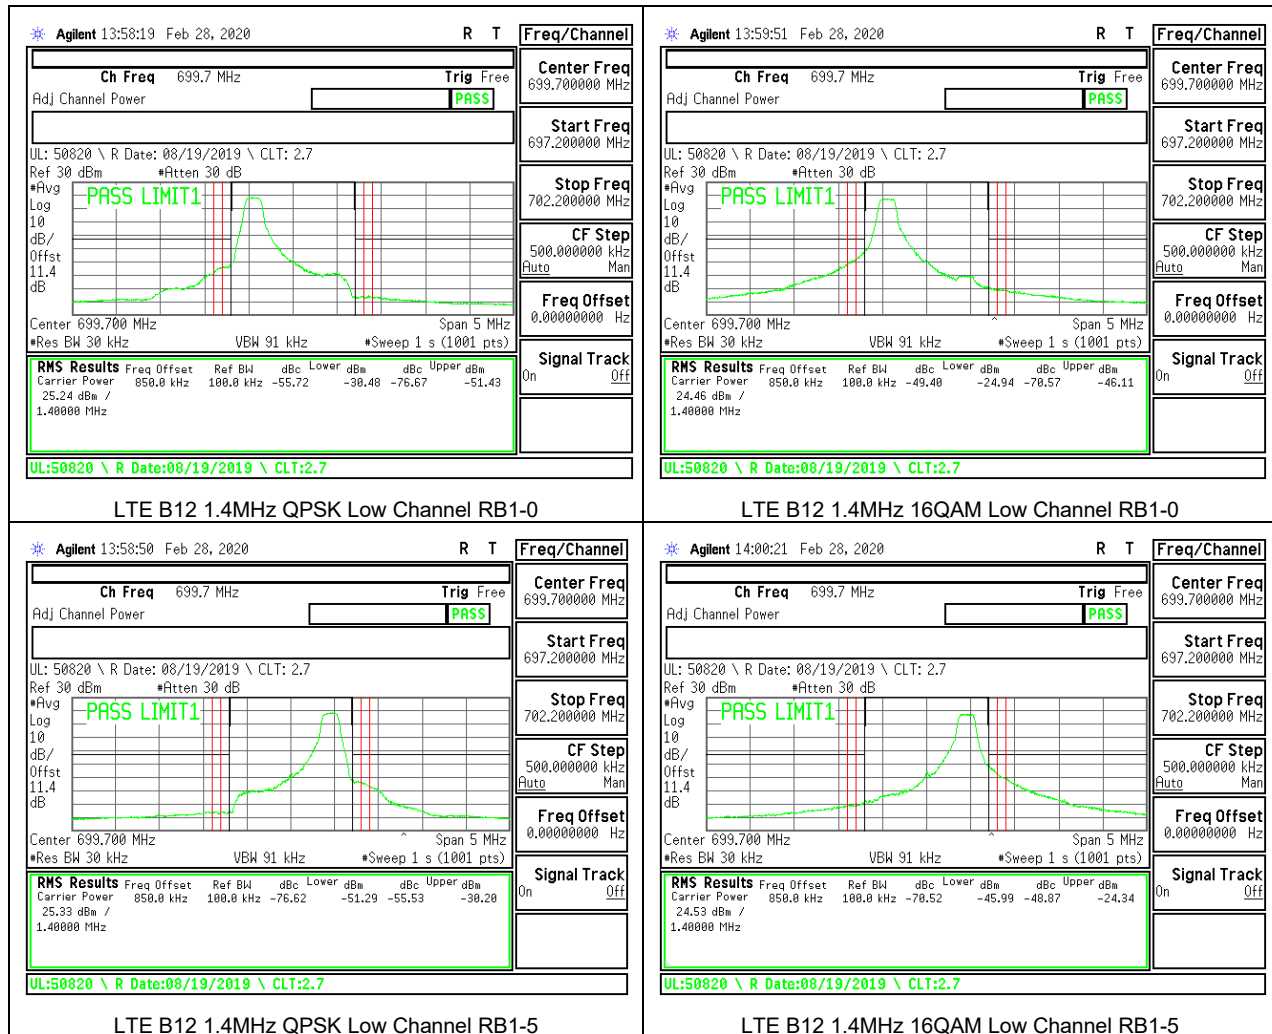 Agilent 13:58:19 Feb 28, 2020 R T Freq/Channel
Ch Freq 699.7 MHz Trig Free
Adj Channel Power PASS
UL: 50820 \ R Date: 08/19/2019 \ CLT: 2.7
Ref 30 dBm #Atten 30 dB
#Avg
Log
10
dB/
Offst
11.4
dB
PASS LIMIT1
Center 699.700 MHz Span 5 MHz
#Res BW 30 kHz VBW 91 kHz #Sweep 1 s (1001 pts)
RMS Results Freq Offset Ref BW dBc Lower dBm dBc Upper dBm
Carrier Power 850.0 kHz 100.0 kHz -55.72 -30.48 -76.67 -51.43
25.24 dBm /
1.40000 MHz
UL:50820 \ R Date:08/19/2019 \ CLT:2.7
Center Freq
699.700000 MHz
Start Freq
697.200000 MHz
Stop Freq
702.200000 MHz
CF Step
500.000000 kHz
Auto Man
Freq Offset
0.00000000 Hz
Signal Track
On Off
LTE B12 1.4MHz QPSK Low Channel RB1-0
Agilent 13:59:51 Feb 28, 2020 R T Freq/Channel
Ch Freq 699.7 MHz Trig Free
Adj Channel Power PASS
UL: 50820 \ R Date: 08/19/2019 \ CLT: 2.7
Ref 30 dBm #Atten 30 dB
#Avg
Log
10
dB/
Offst
11.4
dB
PASS LIMIT1
Center 699.700 MHz Span 5 MHz
#Res BW 30 kHz VBW 91 kHz #Sweep 1 s (1001 pts)
RMS Results Freq Offset Ref BW dBc Lower dBm dBc Upper dBm
Carrier Power 850.0 kHz 100.0 kHz -49.40 -24.94 -70.57 -46.11
24.46 dBm /
1.40000 MHz
UL:50820 \ R Date:08/19/2019 \ CLT:2.7
Center Freq
699.700000 MHz
Start Freq
697.200000 MHz
Stop Freq
702.200000 MHz
CF Step
500.000000 kHz
Auto Man
Freq Offset
0.00000000 Hz
Signal Track
On Off
LTE B12 1.4MHz 16QAM Low Channel RB1-0
Agilent 13:58:50 Feb 28, 2020 R T Freq/Channel
Ch Freq 699.7 MHz Trig Free
Adj Channel Power PASS
UL: 50820 \ R Date: 08/19/2019 \ CLT: 2.7
Ref 30 dBm #Atten 30 dB
#Avg
Log
10
dB/
Offst
11.4
dB
PASS LIMIT1
Center 699.700 MHz Span 5 MHz
#Res BW 30 kHz VBW 91 kHz #Sweep 1 s (1001 pts)
RMS Results Freq Offset Ref BW dBc Lower dBm dBc Upper dBm
Carrier Power 850.0 kHz 100.0 kHz -76.62 -51.29 -55.53 -30.20
25.33 dBm /
1.40000 MHz
UL:50820 \ R Date:08/19/2019 \ CLT:2.7
Center Freq
699.700000 MHz
Start Freq
697.200000 MHz
Stop Freq
702.200000 MHz
CF Step
500.000000 kHz
Auto Man
Freq Offset
0.00000000 Hz
Signal Track
On Off
LTE B12 1.4MHz QPSK Low Channel RB1-5
Agilent 14:00:21 Feb 28, 2020 R T Freq/Channel
Ch Freq 699.7 MHz Trig Free
Adj Channel Power PASS
UL: 50820 \ R Date: 08/19/2019 \ CLT: 2.7
Ref 30 dBm #Atten 30 dB
#Avg
Log
10
dB/
Offst
11.4
dB
PASS LIMIT1
Center 699.700 MHz Span 5 MHz
#Res BW 30 kHz VBW 91 kHz #Sweep 1 s (1001 pts)
RMS Results Freq Offset Ref BW dBc Lower dBm dBc Upper dBm
Carrier Power 850.0 kHz 100.0 kHz -70.52 -45.99 -48.87 -24.34
24.53 dBm /
1.40000 MHz
UL:50820 \ R Date:08/19/2019 \ CLT:2.7
Center Freq
699.700000 MHz
Start Freq
697.200000 MHz
Stop Freq
702.200000 MHz
CF Step
500.000000 kHz
Auto Man
Freq Offset
0.00000000 Hz
Signal Track
On Off
LTE B12 1.4MHz 16QAM Low Channel RB1-5